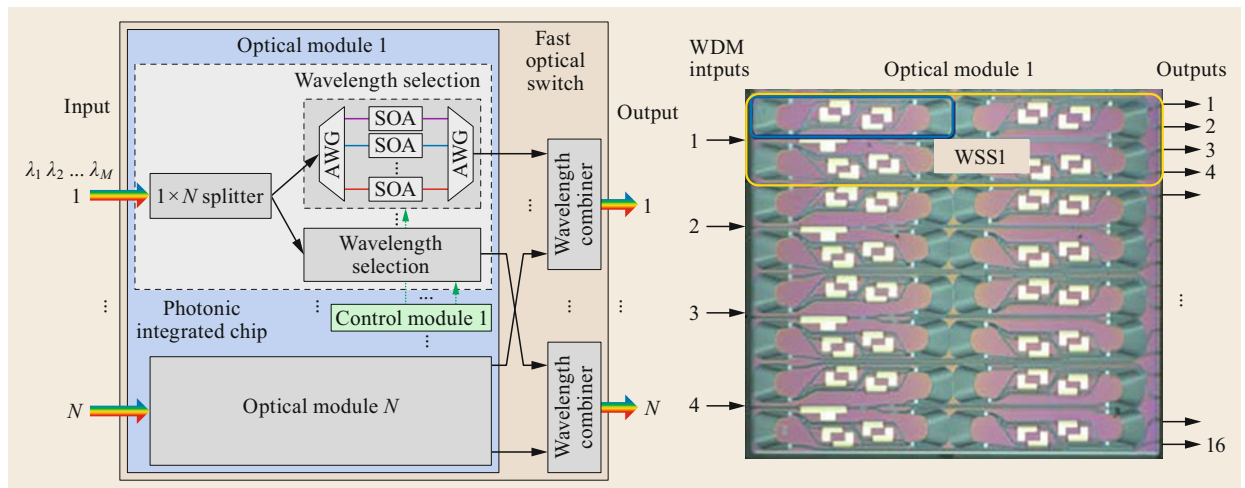 Optical module 1
Fast
optical
switch
Wavelength selection
Input
Output
AWG
SOA
SOA
SOA
AWG
λ1 λ2 ... λM
1
1 × N splitter
Wavelength
selection
Wavelength
combiner
1
Photonic
integrated chip
Control module 1
N
Optical module N
Wavelength
combiner
N
WDM
intputs
Optical module 1
Outputs
1
2
3
4
WSS1
1
2
3
4
16